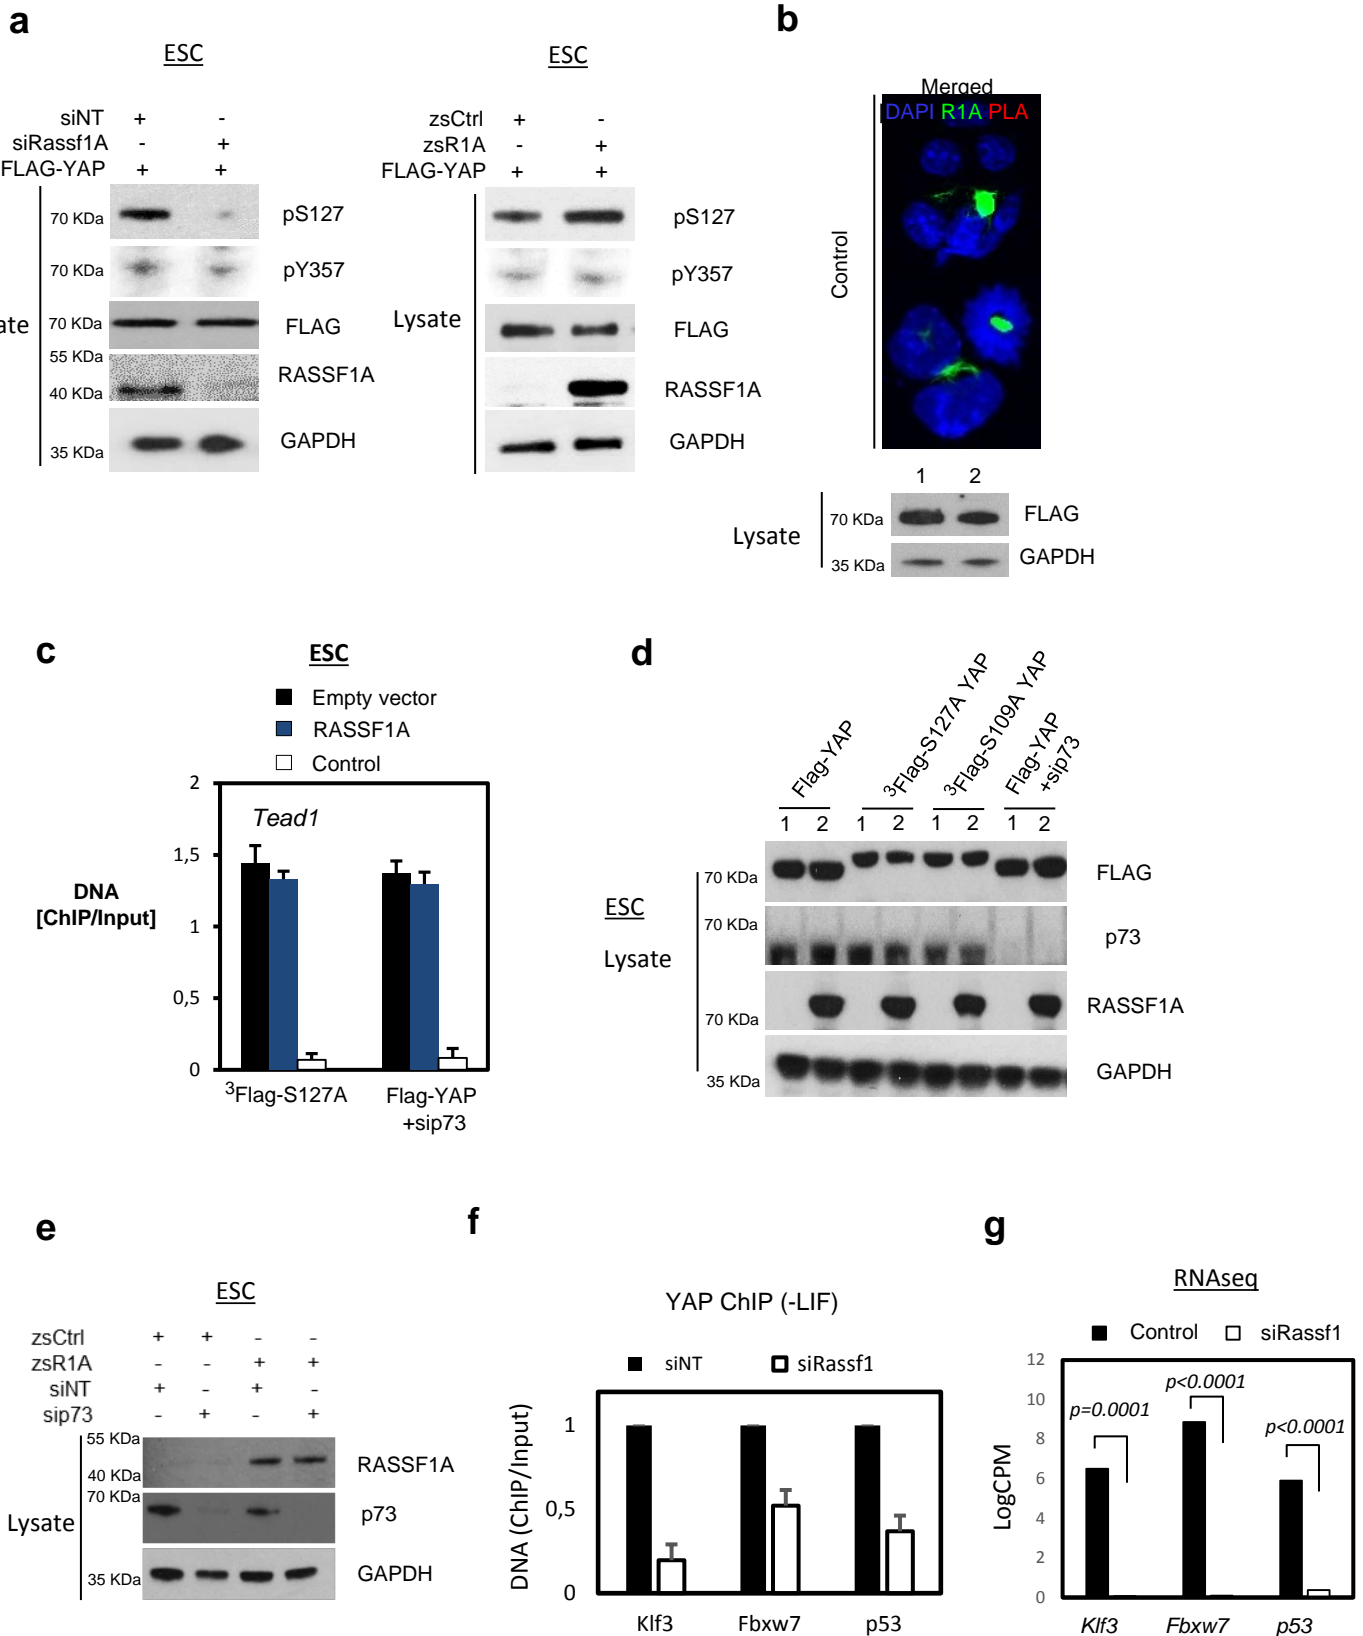 a
ESC
siNT + -
siRassf1A - +
FLAG-YAP + +
70 KDa pS127
70 KDa pY357
ate 70 KDa FLAG
55 KDa
40 KDa RASSF1A
35 KDa GAPDH
ESC
zsCtrl + -
zsR1A - +
FLAG-YAP + +
Lysate
pS127
pY357
FLAG
RASSF1A
GAPDH
b
Merged
DAPI R1A PLA
Control
1 2
Lysate
70 KDa FLAG
35 KDa GAPDH
c
ESC
Empty vector
RASSF1A
Control
Tead1
DNA
[ChIP/Input]
2
1,5
1
0,5
0
3Flag-S127A
Flag-YAP
+sip73
d
Flag-YAP
3Flag-S127A YAP
3Flag-S109A YAP
Flag-YAP
+sip73
1 2 1 2 1 2 1 2
ESC
Lysate
70 KDa FLAG
70 KDa p73
70 KDa RASSF1A
35 KDa GAPDH
e
ESC
zsCtrl + + - -
zsR1A - - + +
siNT + - + -
sip73 - + - +
Lysate
55 KDa
40 KDa RASSF1A
70 KDa p73
35 KDa GAPDH
f
YAP ChIP (-LIF)
siNT siRassf1
DNA (ChIP/Input)
1
0,5
0
Klf3 Fbxw7 p53
g
RNAseq
Control siRassf1
LogCPM
12
10
8
6
4
2
0
p=0.0001
p<0.0001
p<0.0001
Klf3 Fbxw7 p53